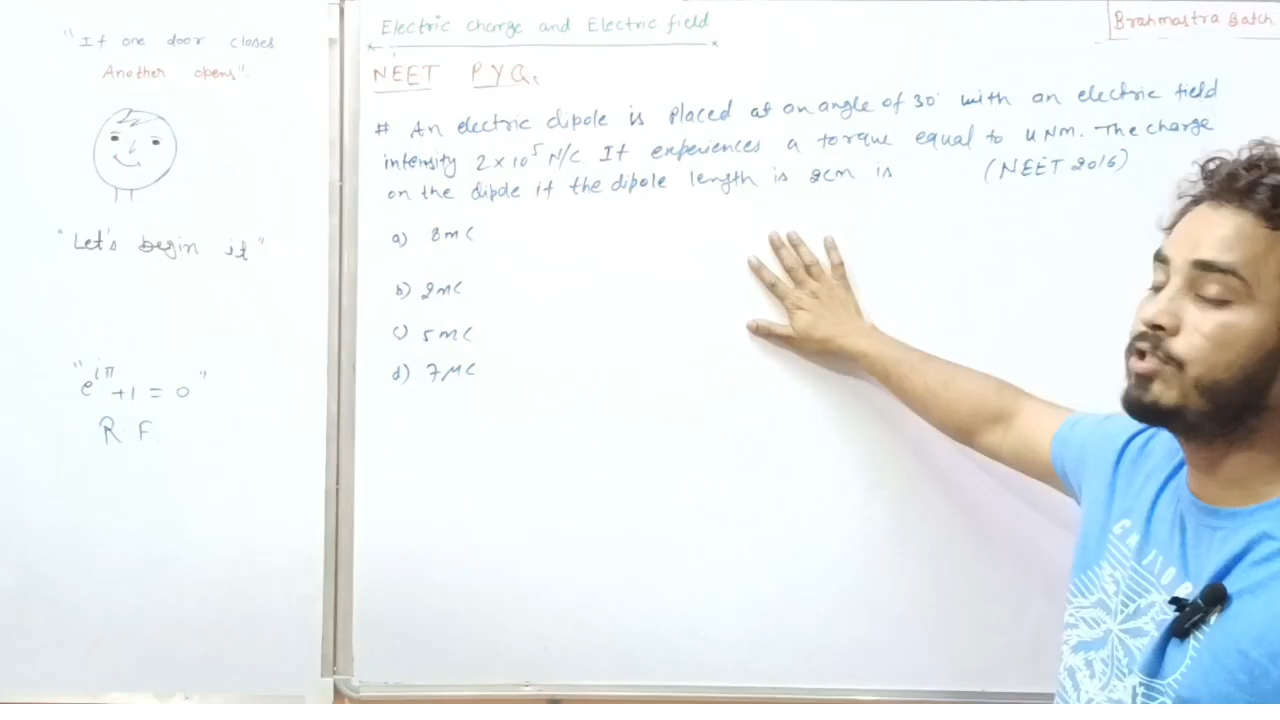 "If one door closes
Another opens".
"Let's begin it"
"e^{iπ} + 1 = 0"
R F.
Electric charge and Electric field
Brahmastra Batch
NEET PYQs
# An electric dipole is placed at an angle of 30° with an electric field
intensity 2 × 10^5 N/C. It experiences a torque equal to 4 Nm. The charge
on the dipole if the dipole length is 2cm is (NEET 2016)
a) 8mC
b) 2mC
c) 5mC
d) 7μC